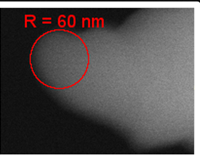 R = 60 nm